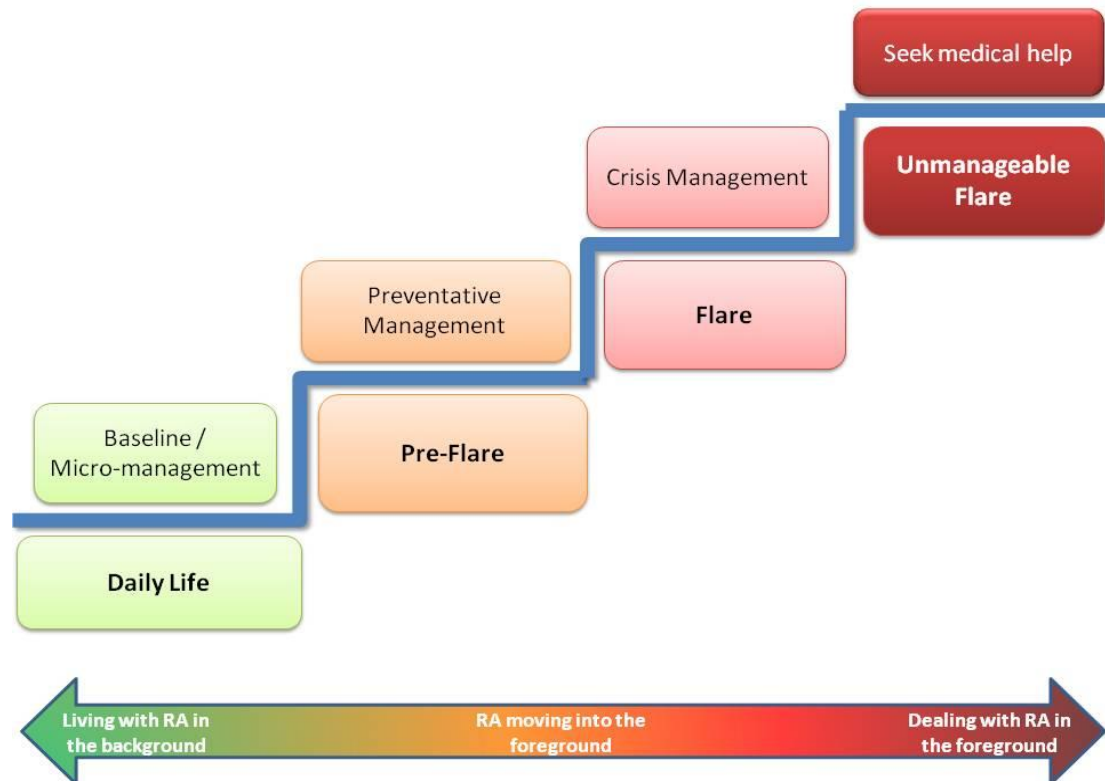 Seek medical help
Unmanageable
Flare
Crisis Management
Flare
Preventative
Management
Pre-Flare
Baseline /
Micro-management
Daily Life
Living with RA in
the background
RA moving into the
foreground
Dealing with RA in
the foreground